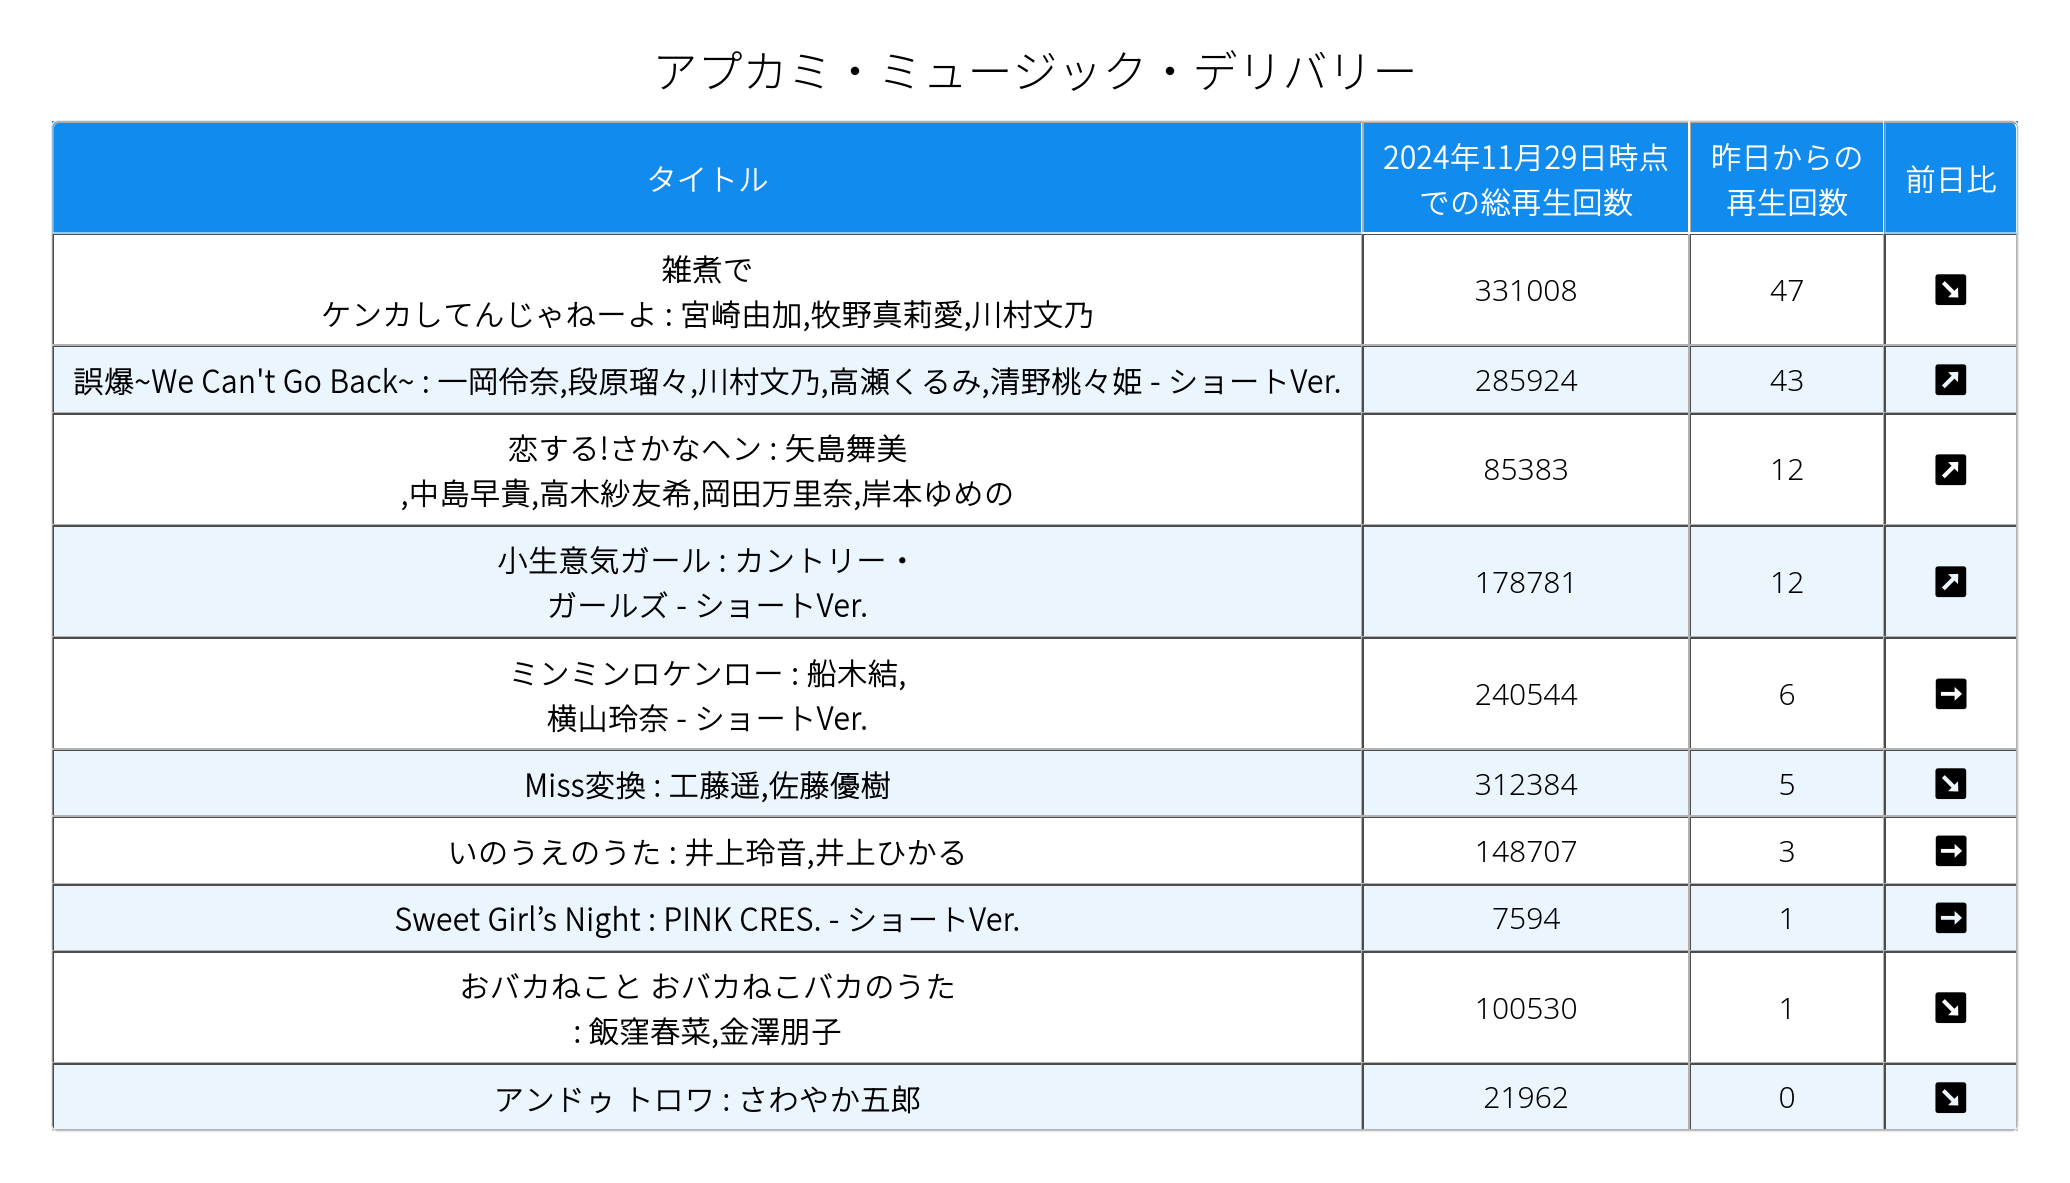 アプカミ・ミュージック・デリバリー
タイトル
2024年11月29日時点
での総再生回数
昨日からの
再生回数
前日比
雑煮で
ケンカしてんじゃねーよ : 宮崎由加,牧野真莉愛,川村文乃
331008
47
誤爆~We Can't Go Back~ : 一岡伶奈,段原瑠々,川村文乃,高瀬くるみ,清野桃々姫 - ショートVer.
285924
43
恋する!さかなヘン : 矢島舞美
,中島早貴,高木紗友希,岡田万里奈,岸本ゆめの
85383
12
小生意気ガール : カントリー・
ガールズ - ショートVer.
178781
12
ミンミンロケンロー : 船木結,
横山玲奈 - ショートVer.
240544
6
Miss変換 : 工藤遥,佐藤優樹
312384
5
いのうえのうた : 井上玲音,井上ひかる
148707
3
Sweet Girl’s Night : PINK CRES. - ショートVer.
7594
1
おバカねこと おバカねこバカのうた
: 飯窪春菜,金澤朋子
100530
1
アンドゥ トロワ : さわやか五郎
21962
0